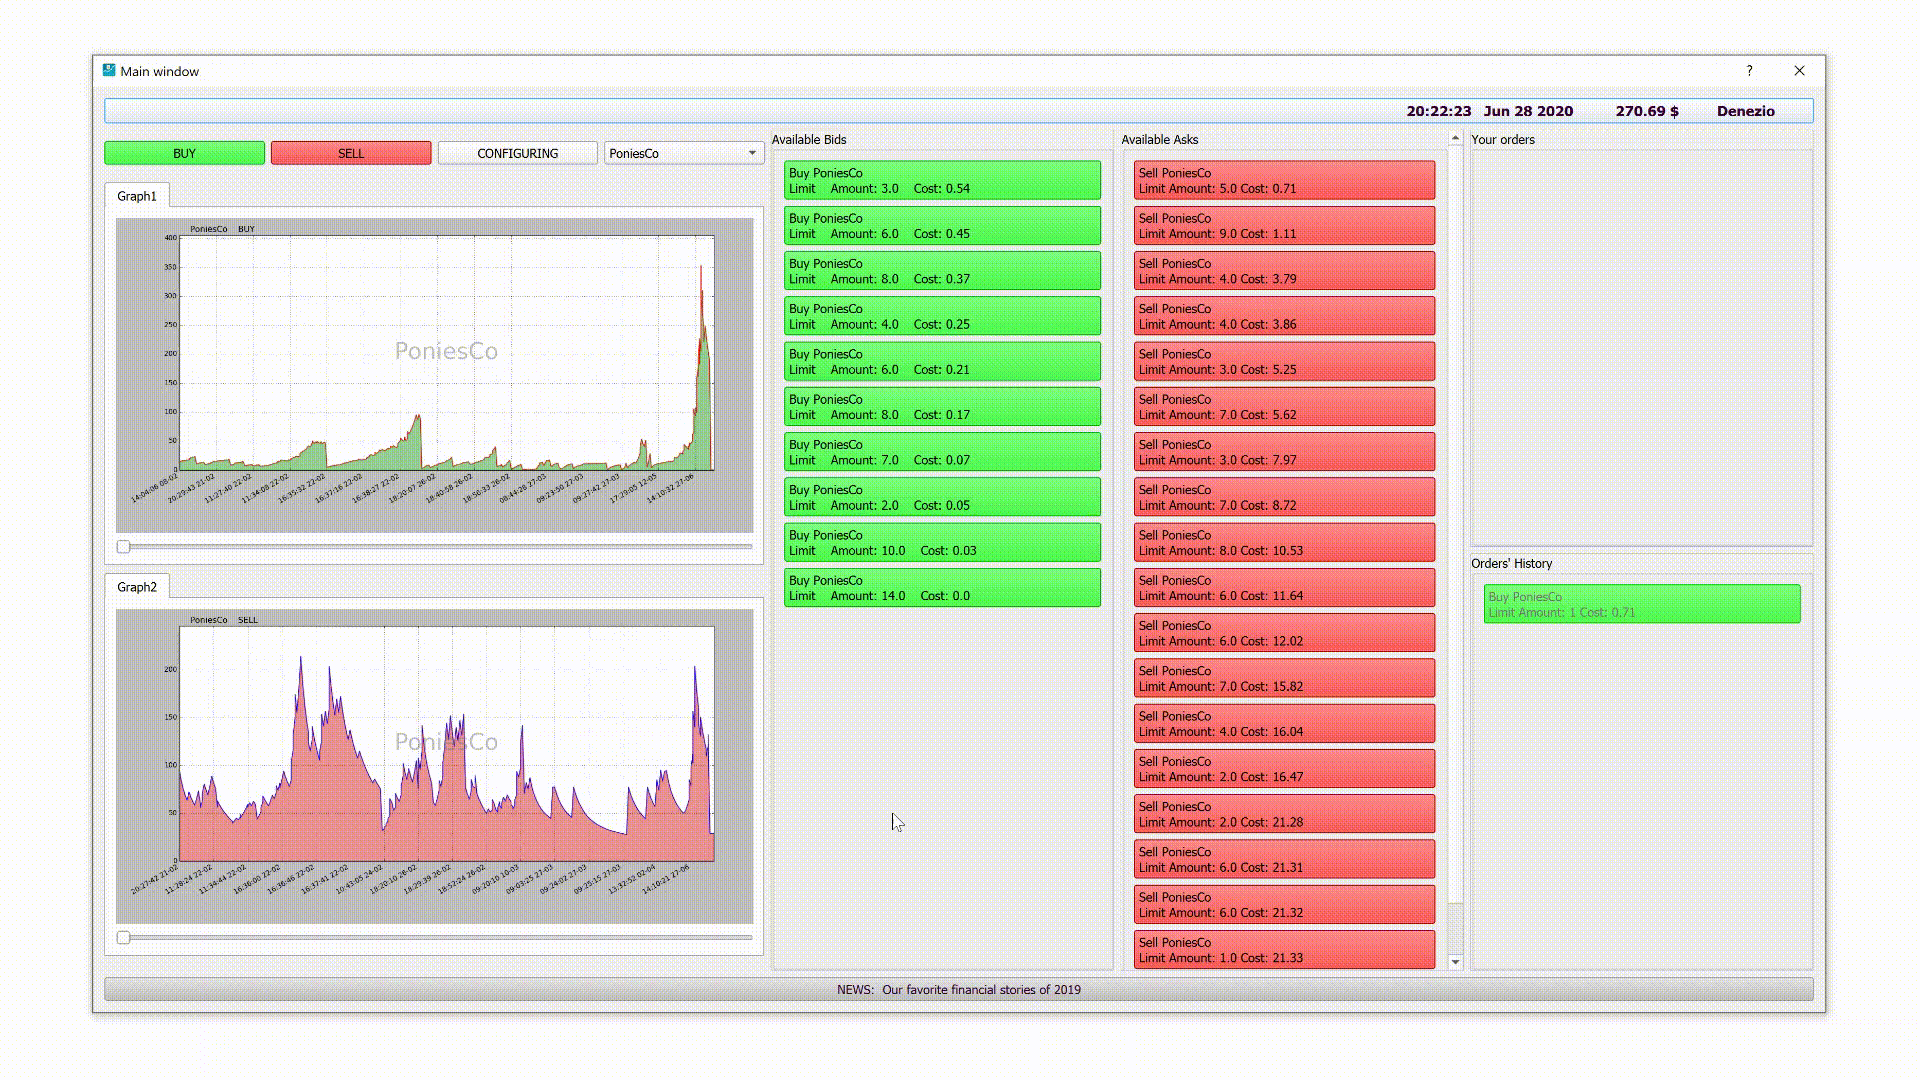 Main window
?
20:22:23 Jun 28 2020 270.69 $ Denezio
BUY SELL CONFIGURING PoniesCo
Graph1
PoniesCo BUY
400
350
300
250
200
150
100
50
0
PoniesCo
14:04:06 08-02 20:29:43 21-02 11:27:40 22-02 11:34:08 22-02 16:35:32 22-02 16:37:16 22-02 16:38:27 22-02 18:20:07 26-02 18:40:58 26-02 18:50:33 26-02 08:44:28 27-03 09:23:50 27-03 09:27:42 27-03 17:29:05 12-05 14:10:32 27-06
Graph2
PoniesCo SELL
200
150
100
50
0
PoniesCo
20:27:42 21-02 11:28:24 22-02 11:34:44 22-02 16:36:00 22-02 16:36:46 22-02 16:37:41 22-02 10:43:05 24-02 18:20:10 26-02 18:29:39 26-02 18:52:24 26-02 09:20:10 10-03 09:03:25 27-03 09:24:02 27-03 09:25:15 27-03 13:32:52 02-04 14:10:21 27-06
Available Bids
Buy PoniesCo
Limit Amount: 3.0 Cost: 0.54
Buy PoniesCo
Limit Amount: 6.0 Cost: 0.45
Buy PoniesCo
Limit Amount: 8.0 Cost: 0.37
Buy PoniesCo
Limit Amount: 4.0 Cost: 0.25
Buy PoniesCo
Limit Amount: 6.0 Cost: 0.21
Buy PoniesCo
Limit Amount: 8.0 Cost: 0.17
Buy PoniesCo
Limit Amount: 7.0 Cost: 0.07
Buy PoniesCo
Limit Amount: 2.0 Cost: 0.05
Buy PoniesCo
Limit Amount: 10.0 Cost: 0.03
Buy PoniesCo
Limit Amount: 14.0 Cost: 0.0
Available Asks
Sell PoniesCo
Limit Amount: 5.0 Cost: 0.71
Sell PoniesCo
Limit Amount: 9.0 Cost: 1.11
Sell PoniesCo
Limit Amount: 4.0 Cost: 3.79
Sell PoniesCo
Limit Amount: 4.0 Cost: 3.86
Sell PoniesCo
Limit Amount: 3.0 Cost: 5.25
Sell PoniesCo
Limit Amount: 7.0 Cost: 5.62
Sell PoniesCo
Limit Amount: 3.0 Cost: 7.97
Sell PoniesCo
Limit Amount: 7.0 Cost: 8.72
Sell PoniesCo
Limit Amount: 8.0 Cost: 10.53
Sell PoniesCo
Limit Amount: 6.0 Cost: 11.64
Sell PoniesCo
Limit Amount: 6.0 Cost: 12.02
Sell PoniesCo
Limit Amount: 7.0 Cost: 15.82
Sell PoniesCo
Limit Amount: 4.0 Cost: 16.04
Sell PoniesCo
Limit Amount: 2.0 Cost: 16.47
Sell PoniesCo
Limit Amount: 2.0 Cost: 21.28
Sell PoniesCo
Limit Amount: 6.0 Cost: 21.31
Sell PoniesCo
Limit Amount: 6.0 Cost: 21.32
Sell PoniesCo
Limit Amount: 1.0 Cost: 21.33
Your orders
Orders' History
Buy PoniesCo
Limit Amount: 1 Cost: 0.71
NEWS: Our favorite financial stories of 2019